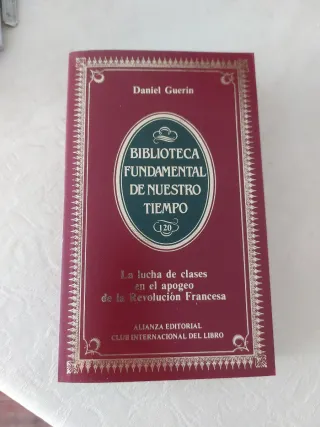 Daniel Guerin
BIBLIOTECA
FUNDAMENTAL
DE NUESTRO
TIEMPO
120
La lucha de clases
en el apogeo
de la Revolución Francesa
ALIANZA EDITORIAL
CLUB INTERNACIONAL DEL LIBRO